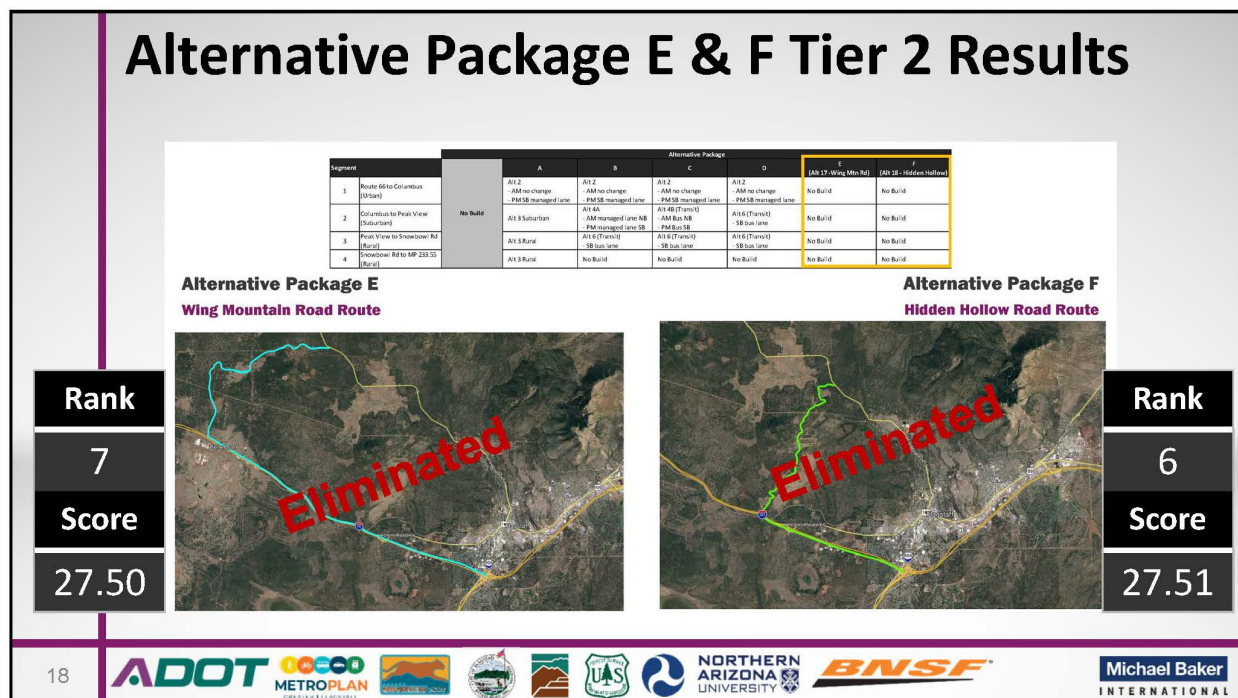 Alternative Package E & F Tier 2 Results
Alternative Package
Segment No Build A B C D E (Alt 17 -Wing Mtn Rd) F (Alt 18 - Hidden Hollow)
1 Route 66 to Columbus (Urban) Alt 2 - AM no change - PM SB managed lane Alt 2 - AM no change - PM SB managed lane Alt 2 - AM no change - PM SB managed lane Alt 2 - AM no change - PM SB managed lane No Build No Build
2 Columbus to Peak View (Suburban) Alt 3 Suburban Alt 4A - AM managed lane NB - PM managed lane SB Alt 4B (Transit) - AM Bus NB - PM Bus SB Alt 6 (Transit) - SB bus lane No Build No Build
3 Peak View to Snowbowl Rd (Rural) Alt 3 Rural Alt 6 (Transit) - SB bus lane Alt 6 (Transit) - SB bus lane Alt 6 (Transit) - SB bus lane No Build No Build
4 Snowbowl Rd to MP 233.55 (Rural) Alt 3 Rural No Build No Build No Build No Build No Build
Alternative Package E
Wing Mountain Road Route
Alternative Package F
Hidden Hollow Road Route
Eliminated
Eliminated
Rank
7
Score
27.50
Rank
6
Score
27.51
18
ADOT
METROPLAN
UAS
NORTHERN
ARIZONA
UNIVERSITY
BNSF
Michael Baker
INTERNATIONAL